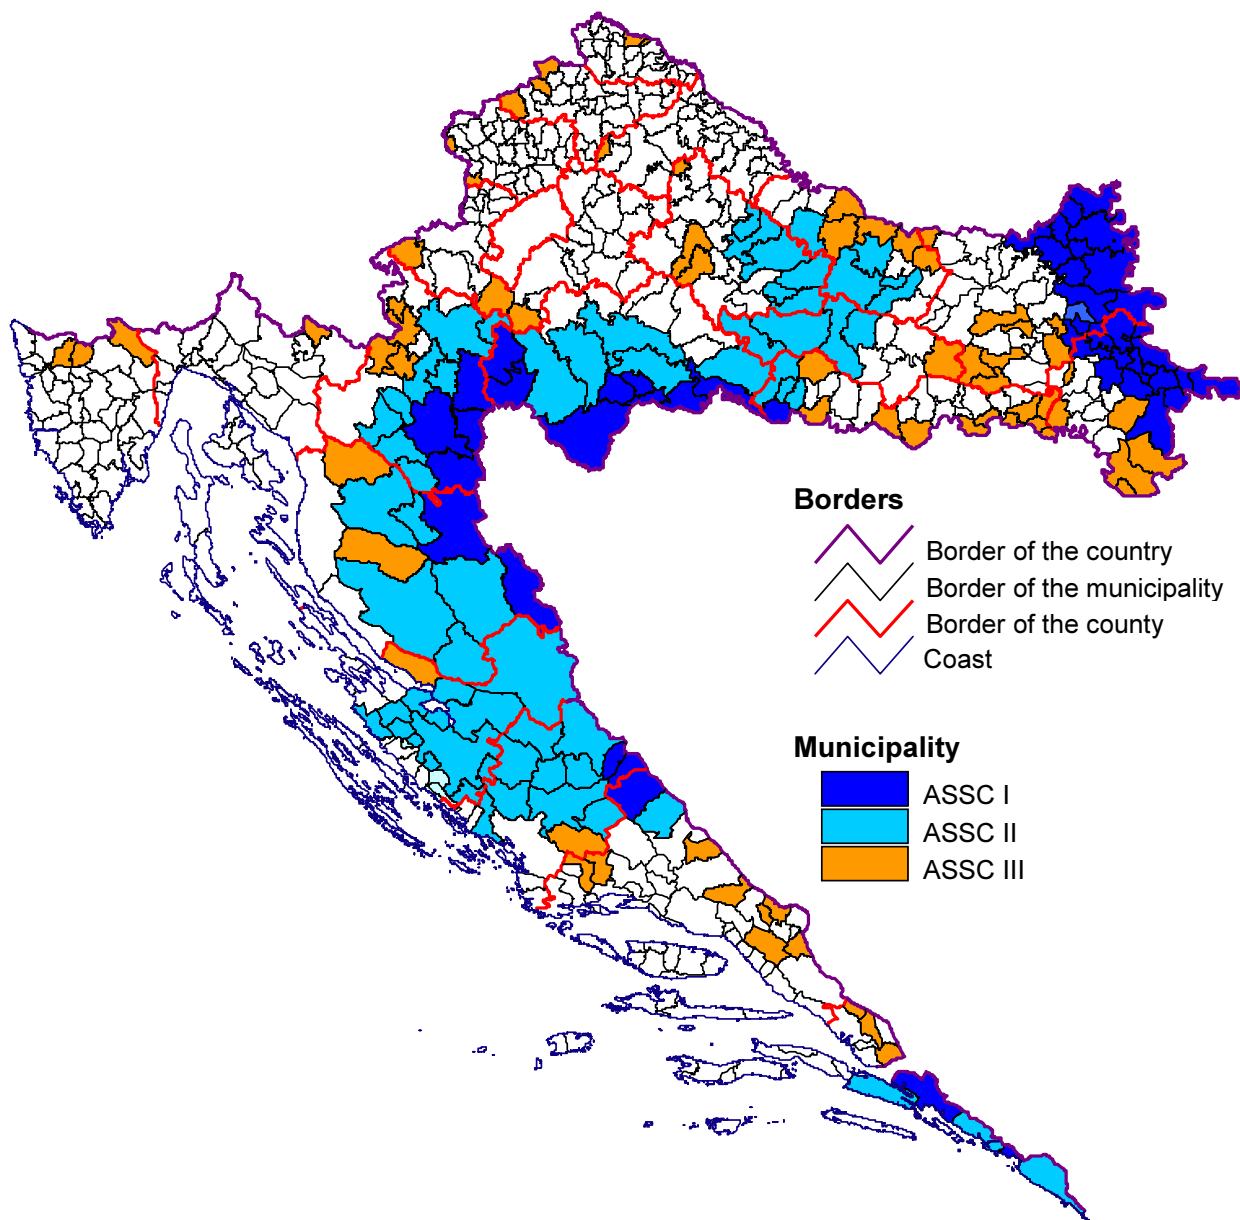 Borders
Border of the country
Border of the municipality
Border of the county
Coast
Municipality
ASSC I
ASSC II
ASSC III